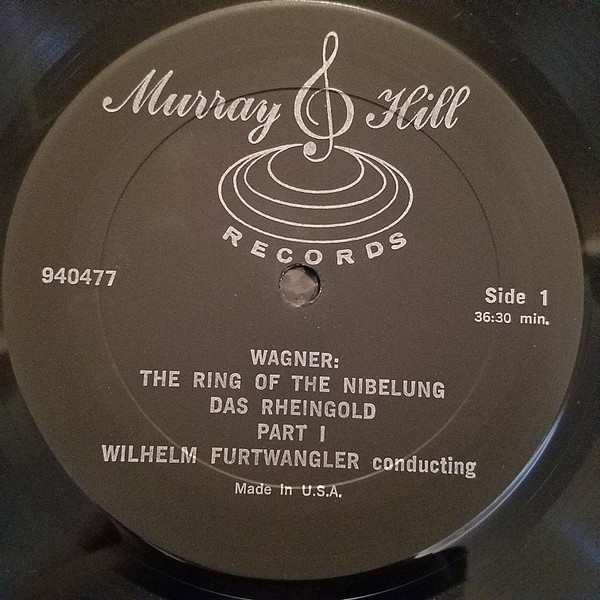 Murray Hill
RECORDS
940477
Side 1
36:30 min.
WAGNER:
THE RING OF THE NIBELUNG
DAS RHEINGOLD
PART I
WILHELM FURTWANGLER conducting
Made in U.S.A.